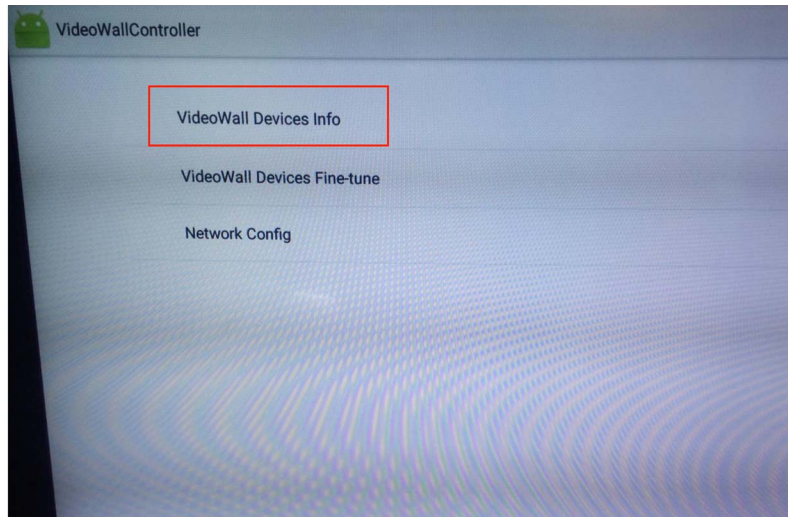 VideoWallController
VideoWall Devices Info
VideoWall Devices Fine-tune
Network Config